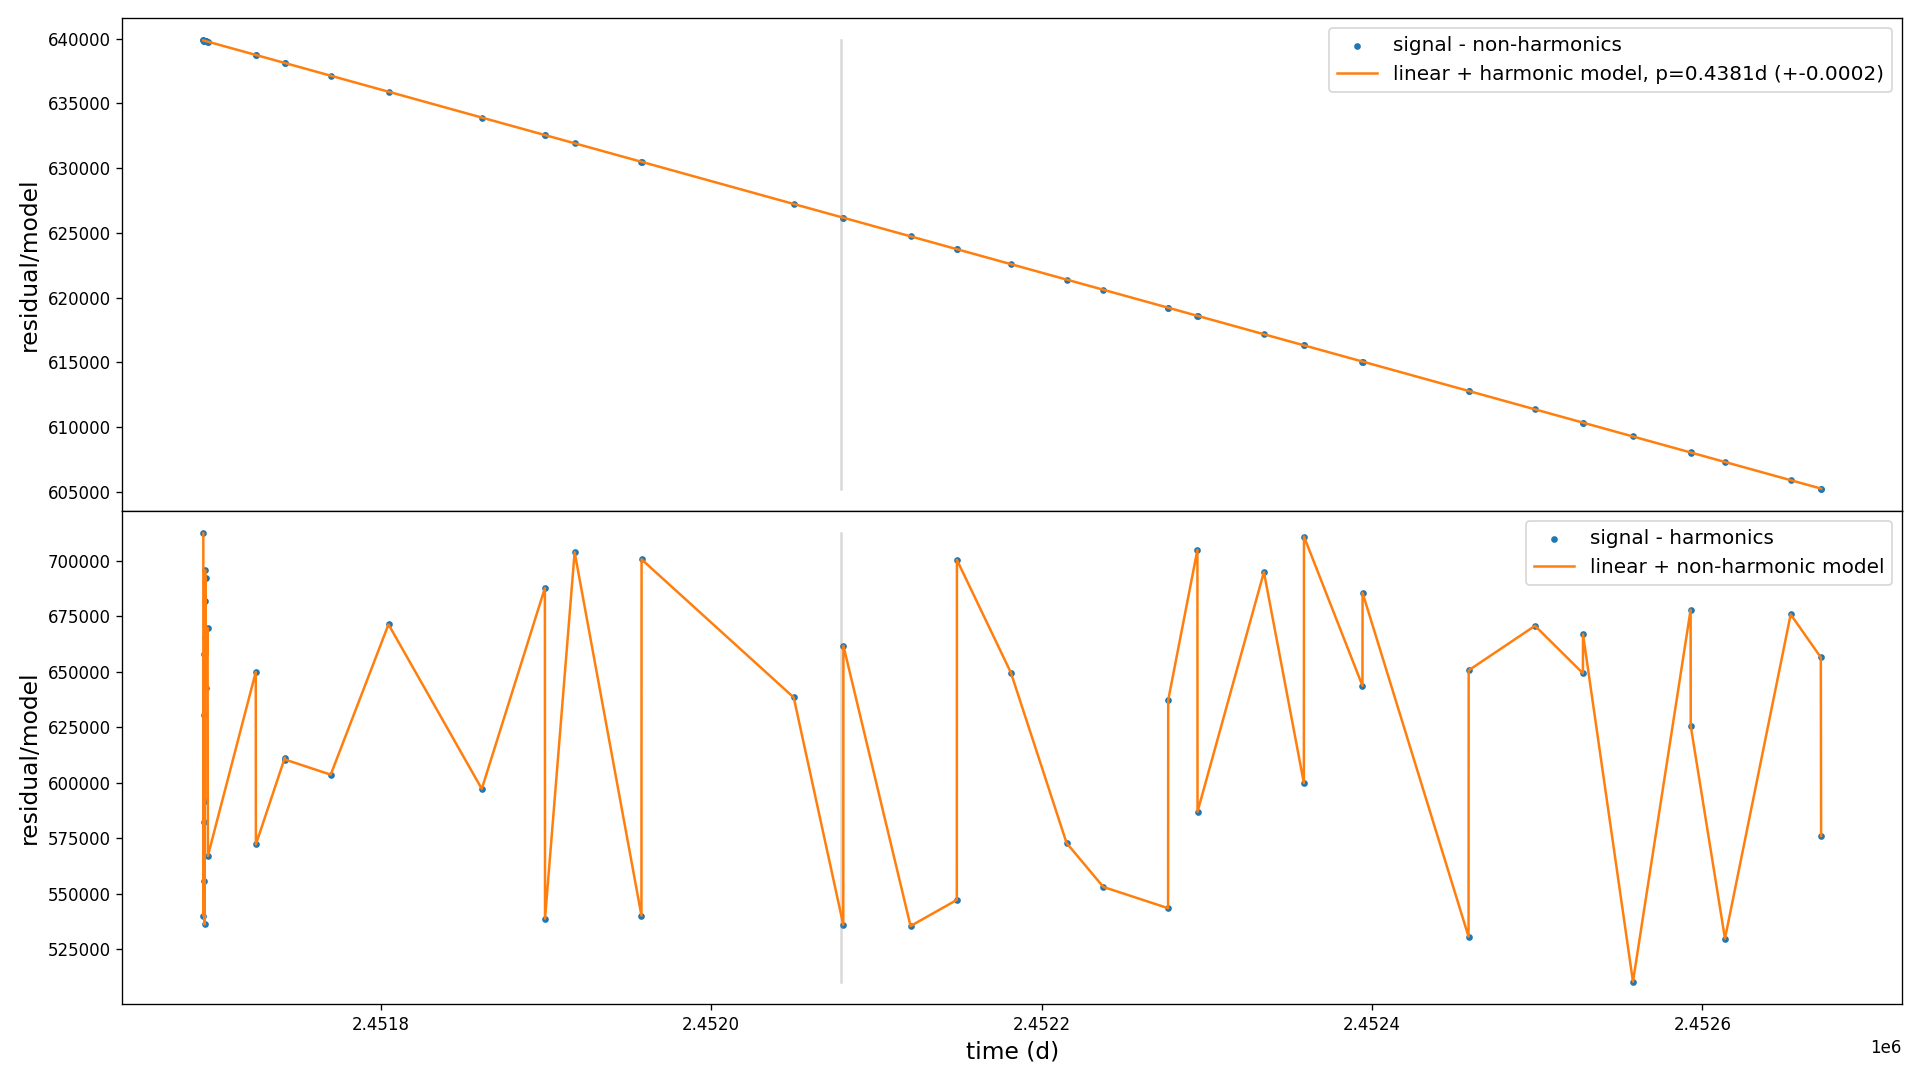 640000
635000
630000
625000
620000
615000
610000
605000
residual/model
signal - non-harmonics
linear + harmonic model, p=0.4381d (+-0.0002)
700000
675000
650000
625000
600000
575000
550000
525000
residual/model
signal - harmonics
linear + non-harmonic model
2.4518
2.4520
2.4522
2.4524
2.4526
time (d)
1e6